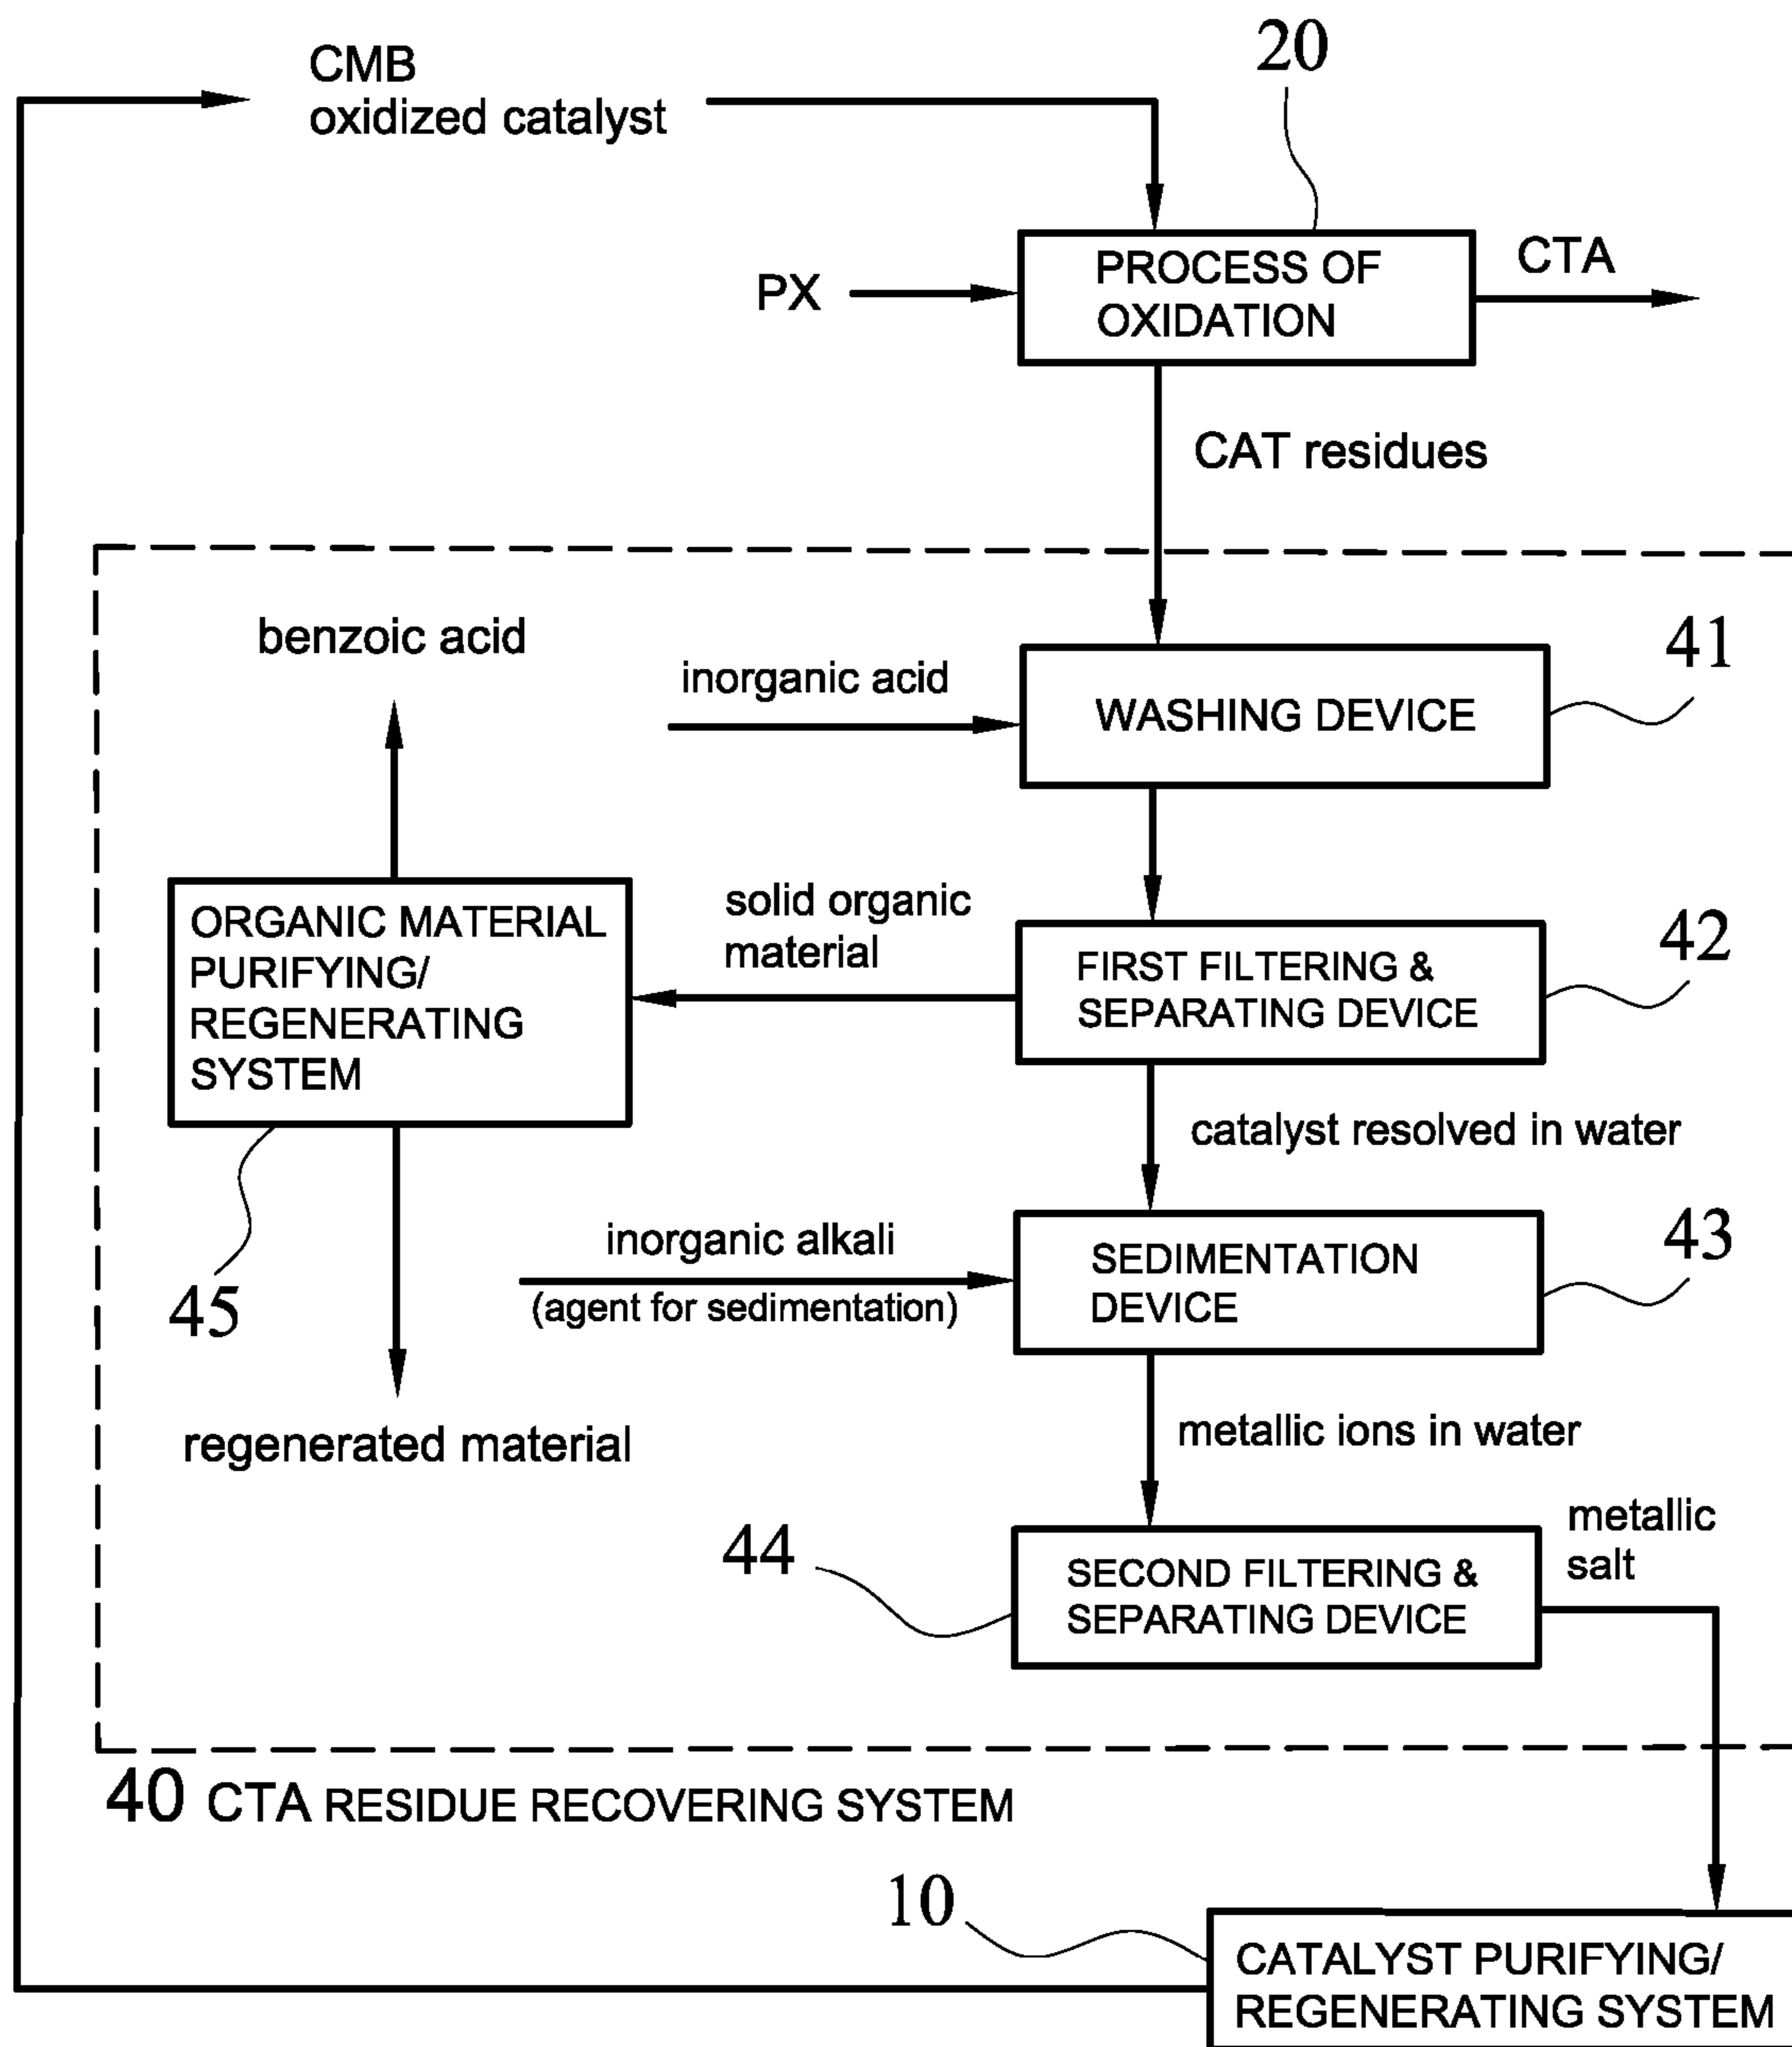 20
CMB
oxidized catalyst
PROCESS OF
OXIDATION
CTA
PX
CAT residues
benzoic acid
inorganic acid
WASHING DEVICE
41
ORGANIC MATERIAL
PURIFYING/
REGENERATING
SYSTEM
solid organic
material
FIRST FILTERING &
SEPARATING DEVICE
42
catalyst resolved in water
45
inorganic alkali
(agent for sedimentation)
SEDIMENTATION
DEVICE
43
regenerated material
metallic ions in water
metallic
salt
44
SECOND FILTERING &
SEPARATING DEVICE
40 CTA RESIDUE RECOVERING SYSTEM
10
CATALYST PURIFYING/
REGENERATING SYSTEM